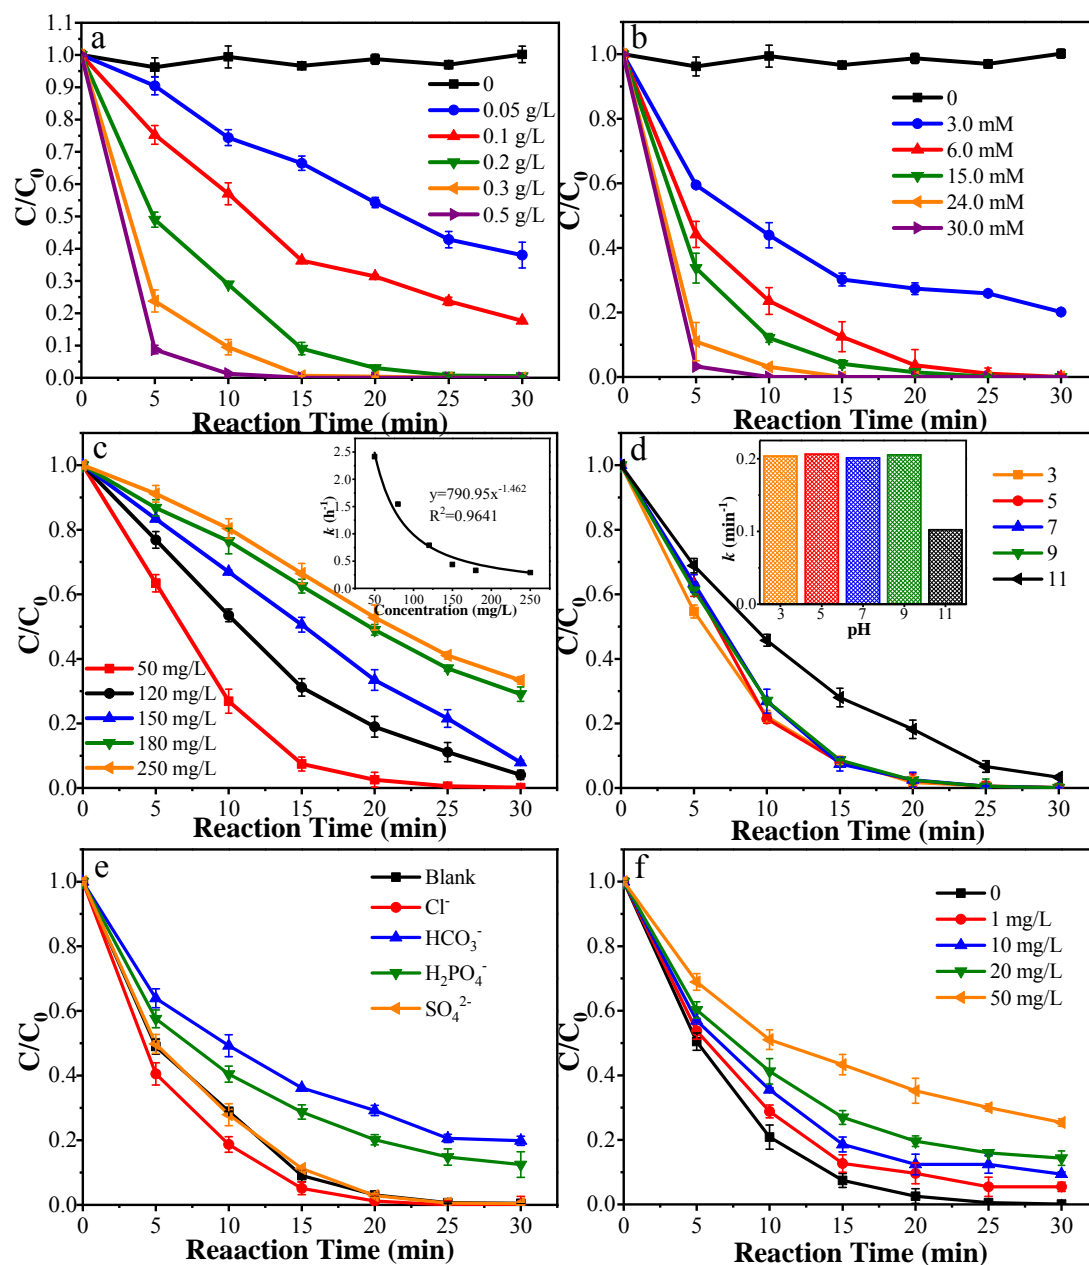 a
C/C0
1.1
1.0
0.9
0.8
0.7
0.6
0.5
0.4
0.3
0.2
0.1
0.0
0
0.05 g/L
0.1 g/L
0.2 g/L
0.3 g/L
0.5 g/L
0 5 10 15 20 25 30
Reaction Time (min)
b
C/C0
1.0
0.8
0.6
0.4
0.2
0.0
0
3.0 mM
6.0 mM
15.0 mM
24.0 mM
30.0 mM
0 5 10 15 20 25 30
Reaction Time (min)
c
C/C0
1.0
0.8
0.6
0.4
0.2
0.0
k (h-1)
2.5
2.0
1.5
1.0
0.5
0.0
y=790.95x-1.462
R2=0.9641
50 100 150 200 250
Concentration (mg/L)
50 mg/L
120 mg/L
150 mg/L
180 mg/L
250 mg/L
0 5 10 15 20 25 30
Reaction Time (min)
d
C/C0
1.0
0.8
0.6
0.4
0.2
0.0
k (min-1)
0.2
0.1
0.0
3 5 7 9 11
pH
3
5
7
9
11
0 5 10 15 20 25 30
Reaction Time (min)
e
C/C0
1.0
0.8
0.6
0.4
0.2
0.0
Blank
Cl-
HCO3-
H2PO4-
SO42-
0 5 10 15 20 25 30
Reaaction Time (min)
f
C/C0
1.0
0.8
0.6
0.4
0.2
0.0
0
1 mg/L
10 mg/L
20 mg/L
50 mg/L
0 5 10 15 20 25 30
Reaction Time (min)